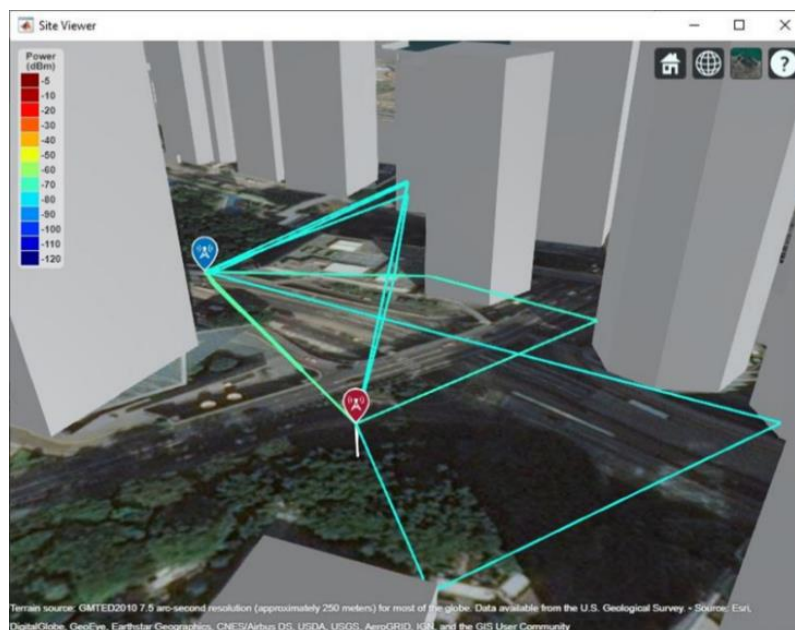 Site Viewer
Power
(dBm)
-5
-10
-20
-30
-40
-50
-60
-70
-80
-90
-100
-110
-120
?
Terrain source: GMTED2010 7.5 arc-second resolution (approximately 250 meters) for most of the globe. Data available from the U.S. Geological Survey. • Source: Esri,
DigitalGlobe, GeoEye, Earthstar Geographics, CNES/Airbus DS, USDA, USGS, AeroGRID, IGN, and the GIS User Community